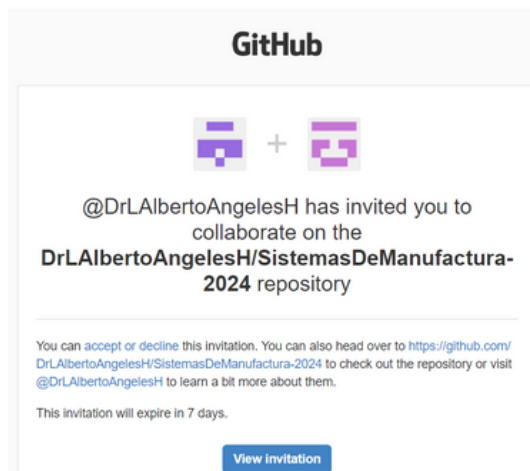 GitHub
@DrLAlbertoAngelesH has invited you to
collaborate on the
DrLAlbertoAngelesH/SistemasDeManufactura-
2024 repository
You can accept or decline this invitation. You can also head over to https://github.com/
DrLAlbertoAngelesH/SistemasDeManufactura-2024 to check out the repository or visit
@DrLAlbertoAngelesH to learn a bit more about them.
This invitation will expire in 7 days.
View invitation